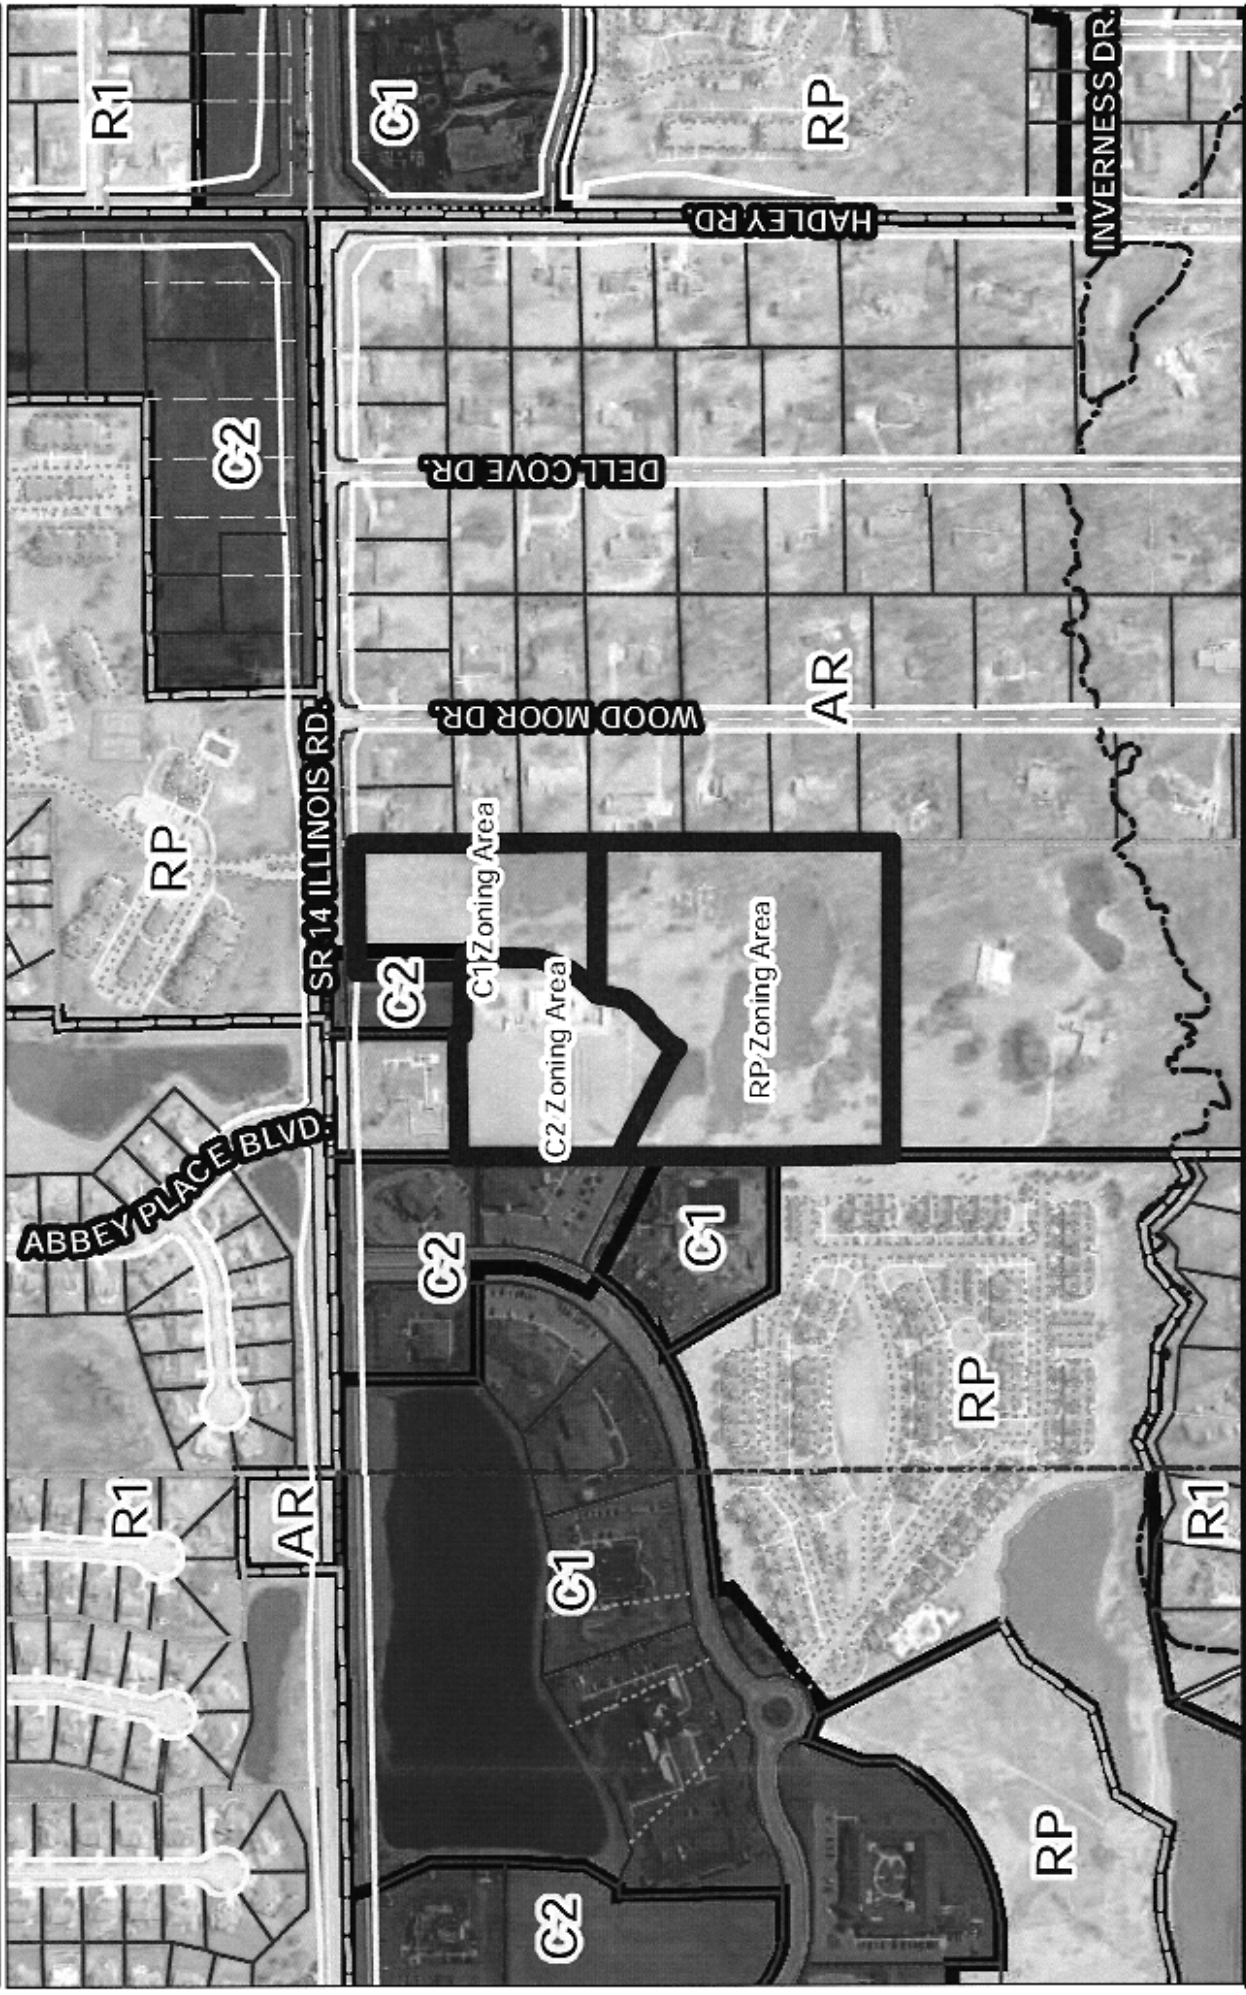 R1
AR
R1
ABBEY PLACE BLVD.
RP
C2
R1
SR 14 ILLINOIS RD.
C2
C1
C2
C2
C1 Zoning Area
C1
C2 Zoning Area
C1
RP Zoning Area
WOOD MOOR DR.
DELL COVE DR.
HADLEY RD.
AR
RP
RP
RP
INVERNESS DR.
R1